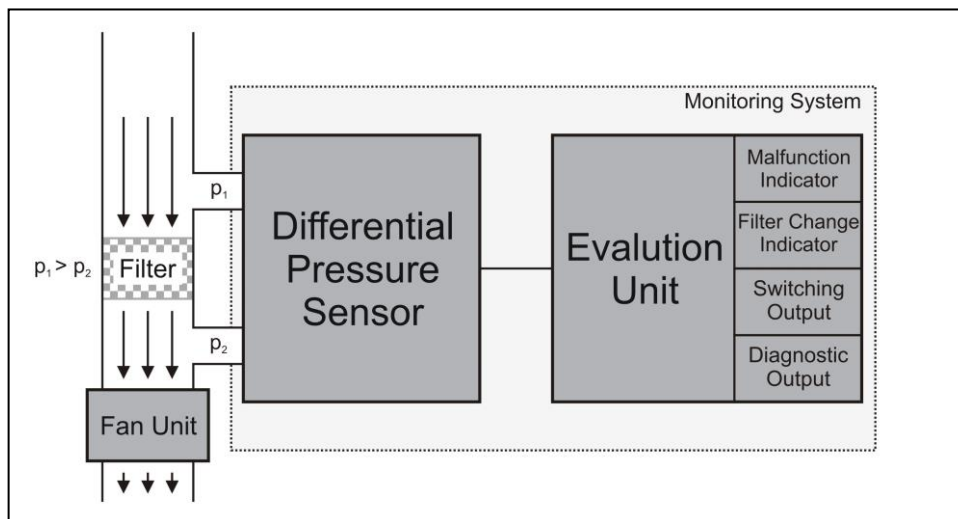 Monitoring System
p₁
p₁ > p₂
Filter
p₂
Fan Unit
Differential
Pressure
Sensor
Evalution
Unit
Malfunction
Indicator
Filter Change
Indicator
Switching
Output
Diagnostic
Output